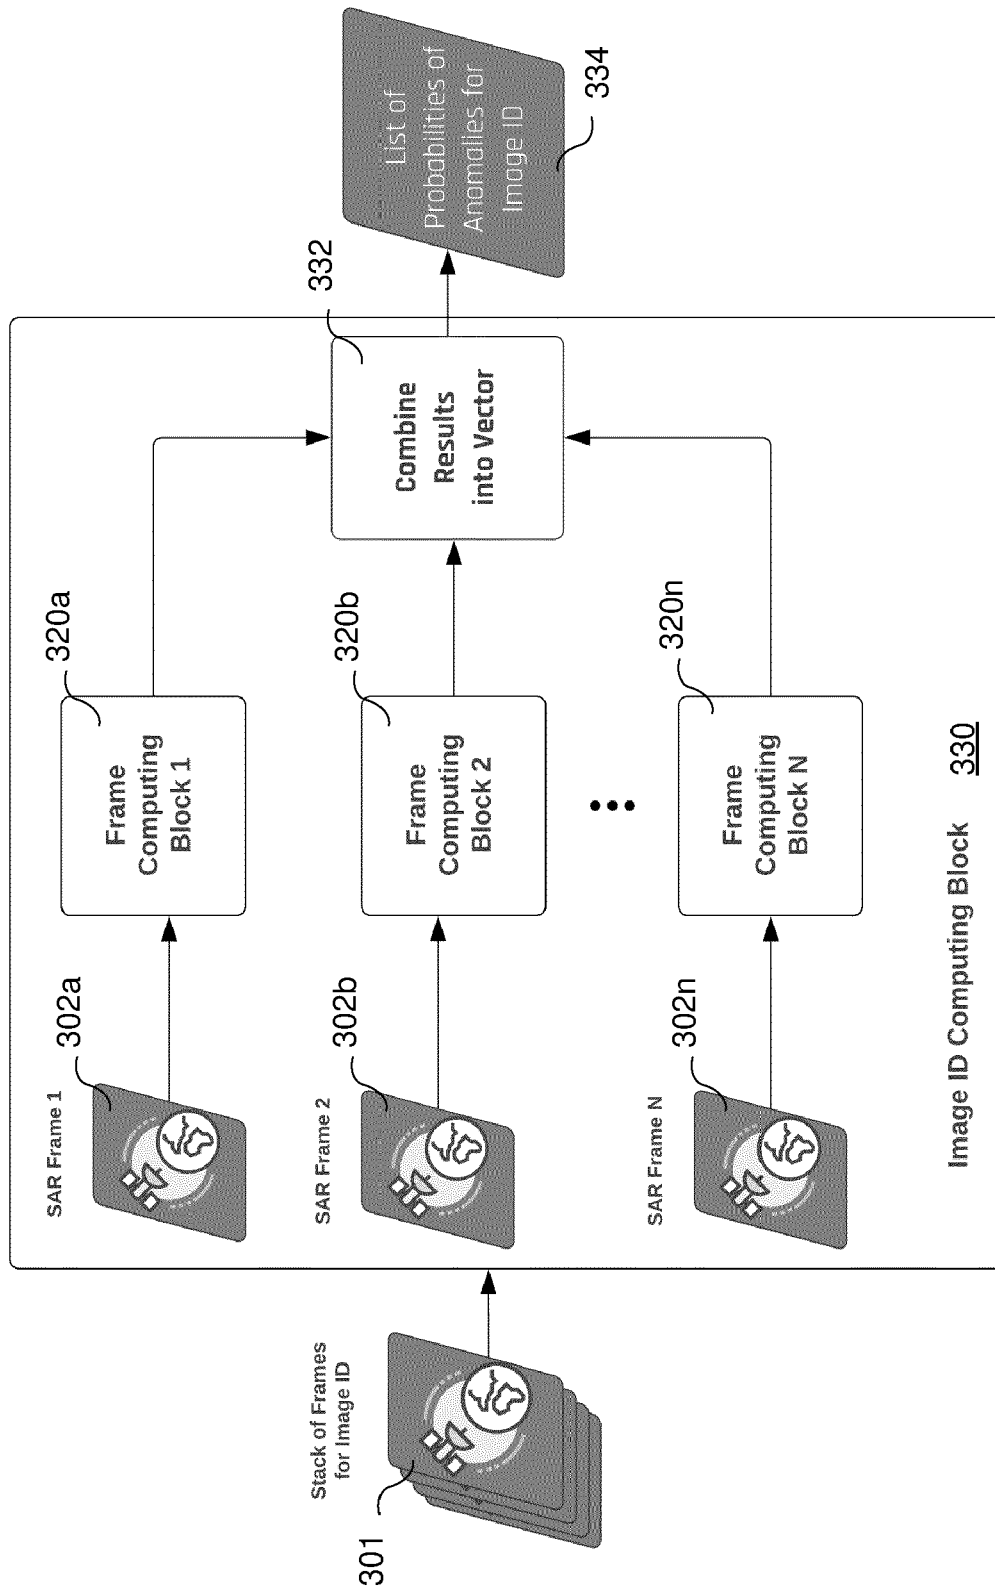 Stack of Frames
for Image ID
301
SAR Frame 1
302a
Frame
Computing
Block 1
320a
SAR Frame 2
302b
Frame
Computing
Block 2
320b
SAR Frame N
302n
Frame
Computing
Block N
320n
Combine
Results
into Vector
332
List of
Probabilities of
Anomalies for
Image ID
334
Image ID Computing Block 330